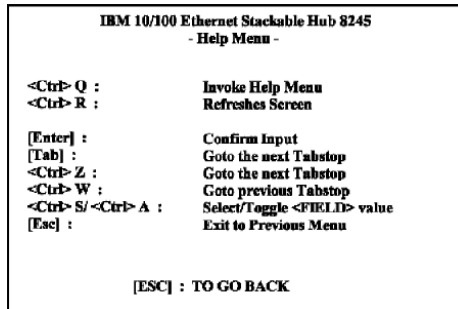 IBM 10/100 Ethernet Stackable Hub 8245
- Help Menu -
<Ctrl> Q : Invoke Help Menu
<Ctrl> R : Refreshes Screen
[Enter] : Confirm Input
[Tab] : Goto the next Tabstop
<Ctrl> Z : Goto the next Tabstop
<Ctrl> W : Goto previous Tabstop
<Ctrl> S/ <Ctrl> A : Select/Toggle <FIELD> value
[Esc] : Exit to Previous Menu
[ESC] : TO GO BACK